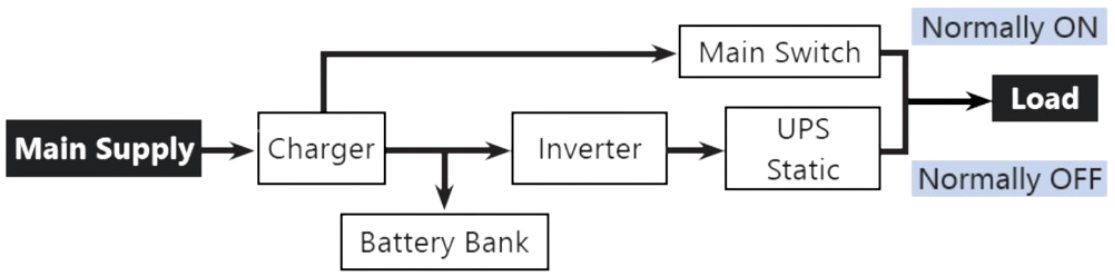 Normally ON
Main Switch
Load
Main Supply
Charger
Inverter
UPS
Static
Normally OFF
Battery Bank